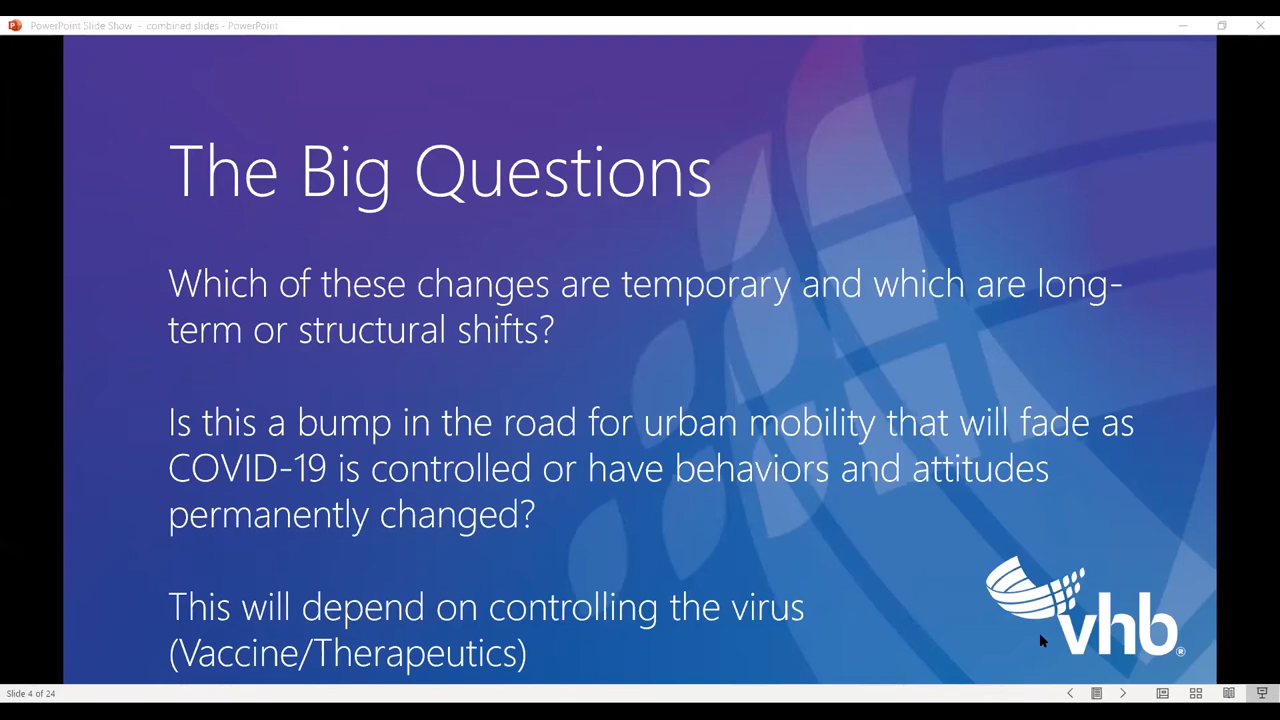 PowerPoint Slide Show - combined slides - PowerPoint
The Big Questions
Which of these changes are temporary and which are long-
term or structural shifts?
Is this a bump in the road for urban mobility that will fade as
COVID-19 is controlled or have behaviors and attitudes
permanently changed?
This will depend on controlling the virus
(Vaccine/Therapeutics)
vhb®
Slide 4 of 24